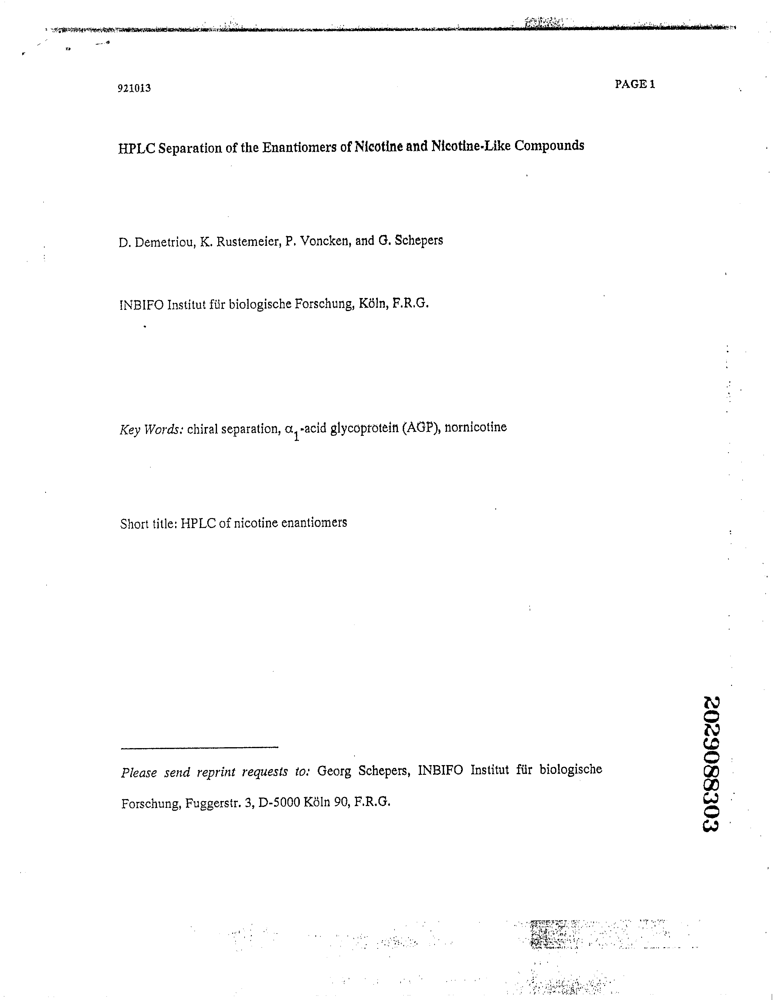 921013
PAGE 1
HPLC Separation of the Enantiomers of Nicotine and Nicotine-Like Compounds
D. Demetriou, K. Rustemeier, P. Voncken, and G. Schepers
INBIFO Institut für biologische Forschung, Köln, F.R.G.
Key Words: chiral separation, α1-acid glycoprotein (AGP), nornicotine
Short title: HPLC of nicotine enantiomers
Please send reprint requests to: Georg Schepers, INBIFO Institut für biologische
Forschung, Fuggerstr. 3, D-5000 Köln 90, F.R.G.
2029088303